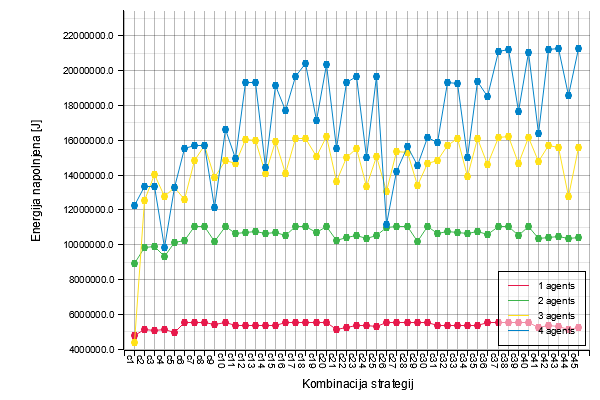 22000000.0
20000000.0
18000000.0
16000000.0
14000000.0
12000000.0
10000000.0
8000000.0
6000000.0
4000000.0
Energija napolnjena [J]
c1 c2 c3 c4 c5 c6 c7 c8 c9 c10 c11 c12 c13 c14 c15 c16 c17 c18 c19 c20 c21 c22 c23 c24 c25 c26 c27 c28 c29 c30 c31 c32 c33 c34 c35 c36 c37 c38 c39 c40 c41 c42 c43 c44 c45
Kombinacija strategij
1 agents
2 agents
3 agents
4 agents